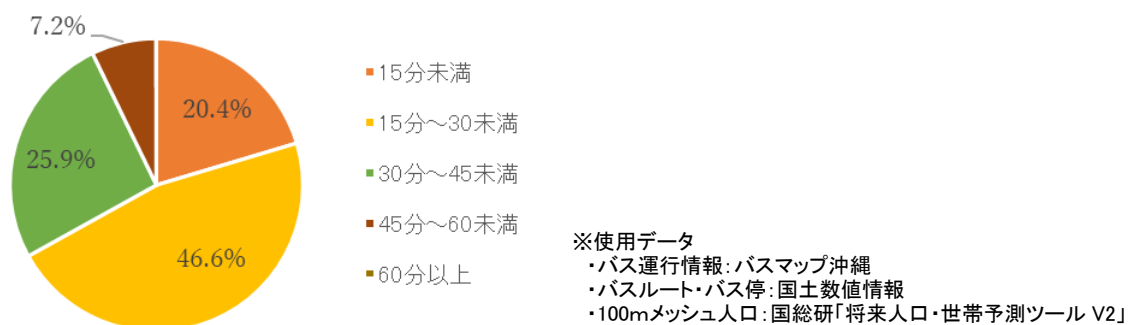 7.2%
20.4%
25.9%
46.6%
15分未満
15分～30未満
30分～45未満
45分～60未満
60分以上
※使用データ
・バス運行情報：バスマップ沖縄
・バスルート・バス停：国土数値情報
・100mメッシュ人口：国総研「将来人口・世帯予測ツール V2」